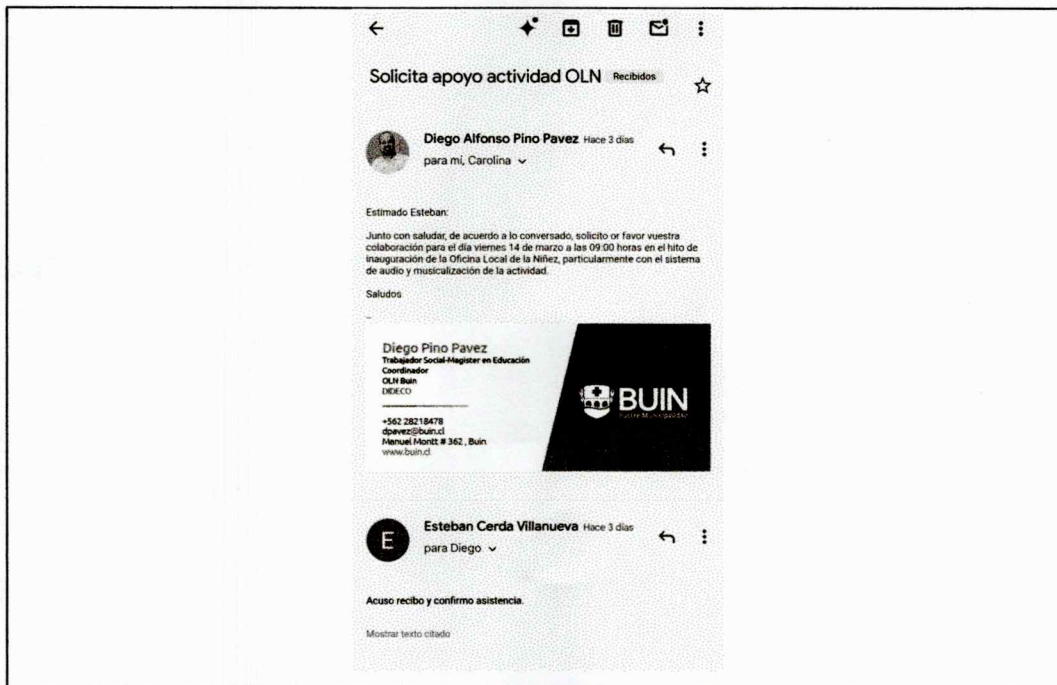 Solicita apoyo actividad OLN Recibidos
Diego Alfonso Pino Pavez Hace 3 días
para mí, Carolina
Estimado Esteban:
Junto con saludar, de acuerdo a lo conversado, solicito or favor vuestra
colaboración para el día viernes 14 de marzo a las 09:00 horas en el hito de
inauguración de la Oficina Local de la Niñez, particularmente con el sistema
de audio y musicalización de la actividad.
Saludos
--
Diego Pino Pavez
Trabajador Social-Magister en Educación
Coordinador
OLN Buin
DIDECO
+562 28218478
dpavez@buin.cl
Manuel Montt # 362 , Buin
www.buin.cl
BUIN
Ilustre Municipalidad
E
Esteban Cerda Villanueva Hace 3 días
para Diego
Acuso recibo y confirmo asistencia.
Mostrar texto citado